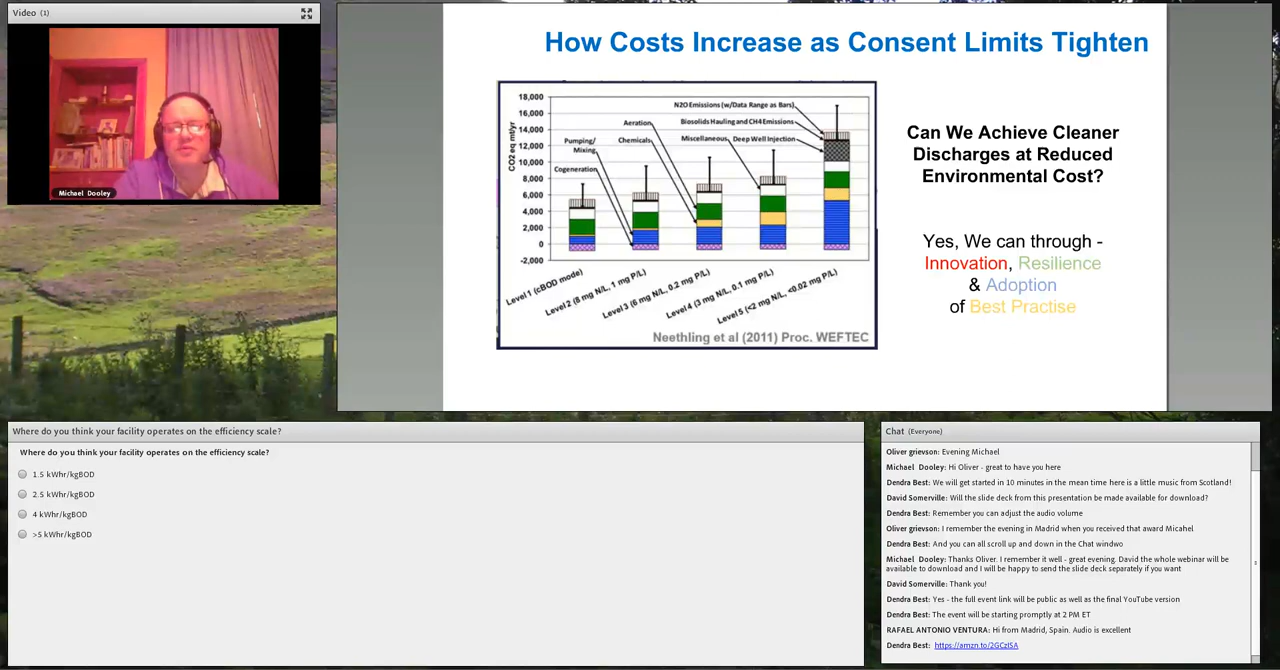 Video (1)
Michael Dooley
How Costs Increase as Consent Limits Tighten
18,000
16,000
14,000
12,000
10,000
8,000
6,000
4,000
2,000
0
-2,000
CO2 eq mt/yr
N2O Emissions (w/Data Range as Bars)
Biosolids Hauling and CH4 Emissions
Miscellaneous
Deep Well Injection
Aeration
Chemicals
Pumping/
Mixing
Cogeneration
Level 1 (cBOD mode)
Level 2 (8 mg N/L, 1 mg P/L)
Level 3 (6 mg N/L, 0.2 mg P/L)
Level 4 (3 mg N/L, 0.1 mg P/L)
Level 5 (<2 mg N/L, <0.02 mg P/L)
Neethling et al (2011) Proc. WEFTEC
Can We Achieve Cleaner
Discharges at Reduced
Environmental Cost?
Yes, We can through -
Innovation, Resilience
& Adoption
of Best Practise
Where do you think your facility operates on the efficiency scale?
Where do you think your facility operates on the efficiency scale?
1.5 kWhr/kgBOD
2.5 kWhr/kgBOD
4 kWhr/kgBOD
>5 kWhr/kgBOD
Chat (Everyone)
Oliver grievson: Evening Michael
Michael Dooley: Hi Oliver - great to have you here
Dendra Best: We will get started in 10 minutes in the mean time here is a little music from Scotland!
David Somerville: Will the slide deck from this presentation be made available for download?
Dendra Best: Remember you can adjust the audio volume
Oliver grievson: I remember the evening in Madrid when you received that award Micahel
Dendra Best: And you can all scroll up and down in the Chat windwo
Michael Dooley: Thanks Oliver. I remember it well - great evening. David the whole webinar will be
available to download and I will be happy to send the slide deck separately if you want
David Somerville: Thank you!
Dendra Best: Yes - the full event link will be public as well as the final YouTube version
Dendra Best: The event will be starting promptly at 2 PM ET
RAFAEL ANTONIO VENTURA: Hi from Madrid, Spain. Audio is excellent
Dendra Best: https://amzn.to/2GCzISA